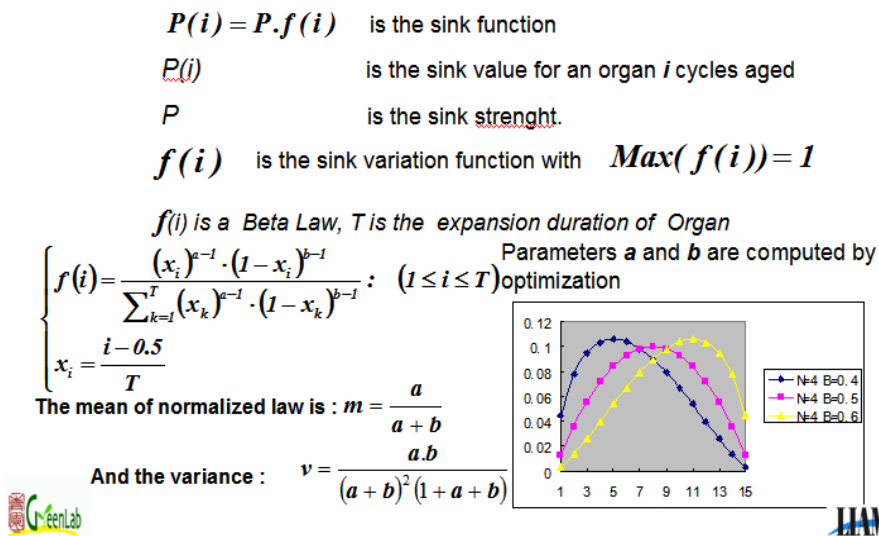 P(i) = P.f(i) is the sink function
P(i) is the sink value for an organ i cycles aged
P is the sink strenght.
f(i) is the sink variation function with Max( f(i)) = 1
f(i) is a Beta Law, T is the expansion duration of Organ
Parameters a and b are computed by
f(i) = (x_i)^{a-1} · (1 - x_i)^{b-1} / ∑_{k=1}^{T} (x_k)^{a-1} · (1 - x_k)^{b-1} : (1 ≤ i ≤ T) optimization
x_i = i - 0.5 / T
The mean of normalized law is : m = a / a + b
And the variance : v = a.b / (a + b)^2 (1 + a + b)
0.12
0.1
0.08
0.06
0.04
0.02
0
1 3 5 7 9 11 13 15
N=4 B=0.4
N=4 B=0.5
N=4 B=0.6
GreenLab
LIAM